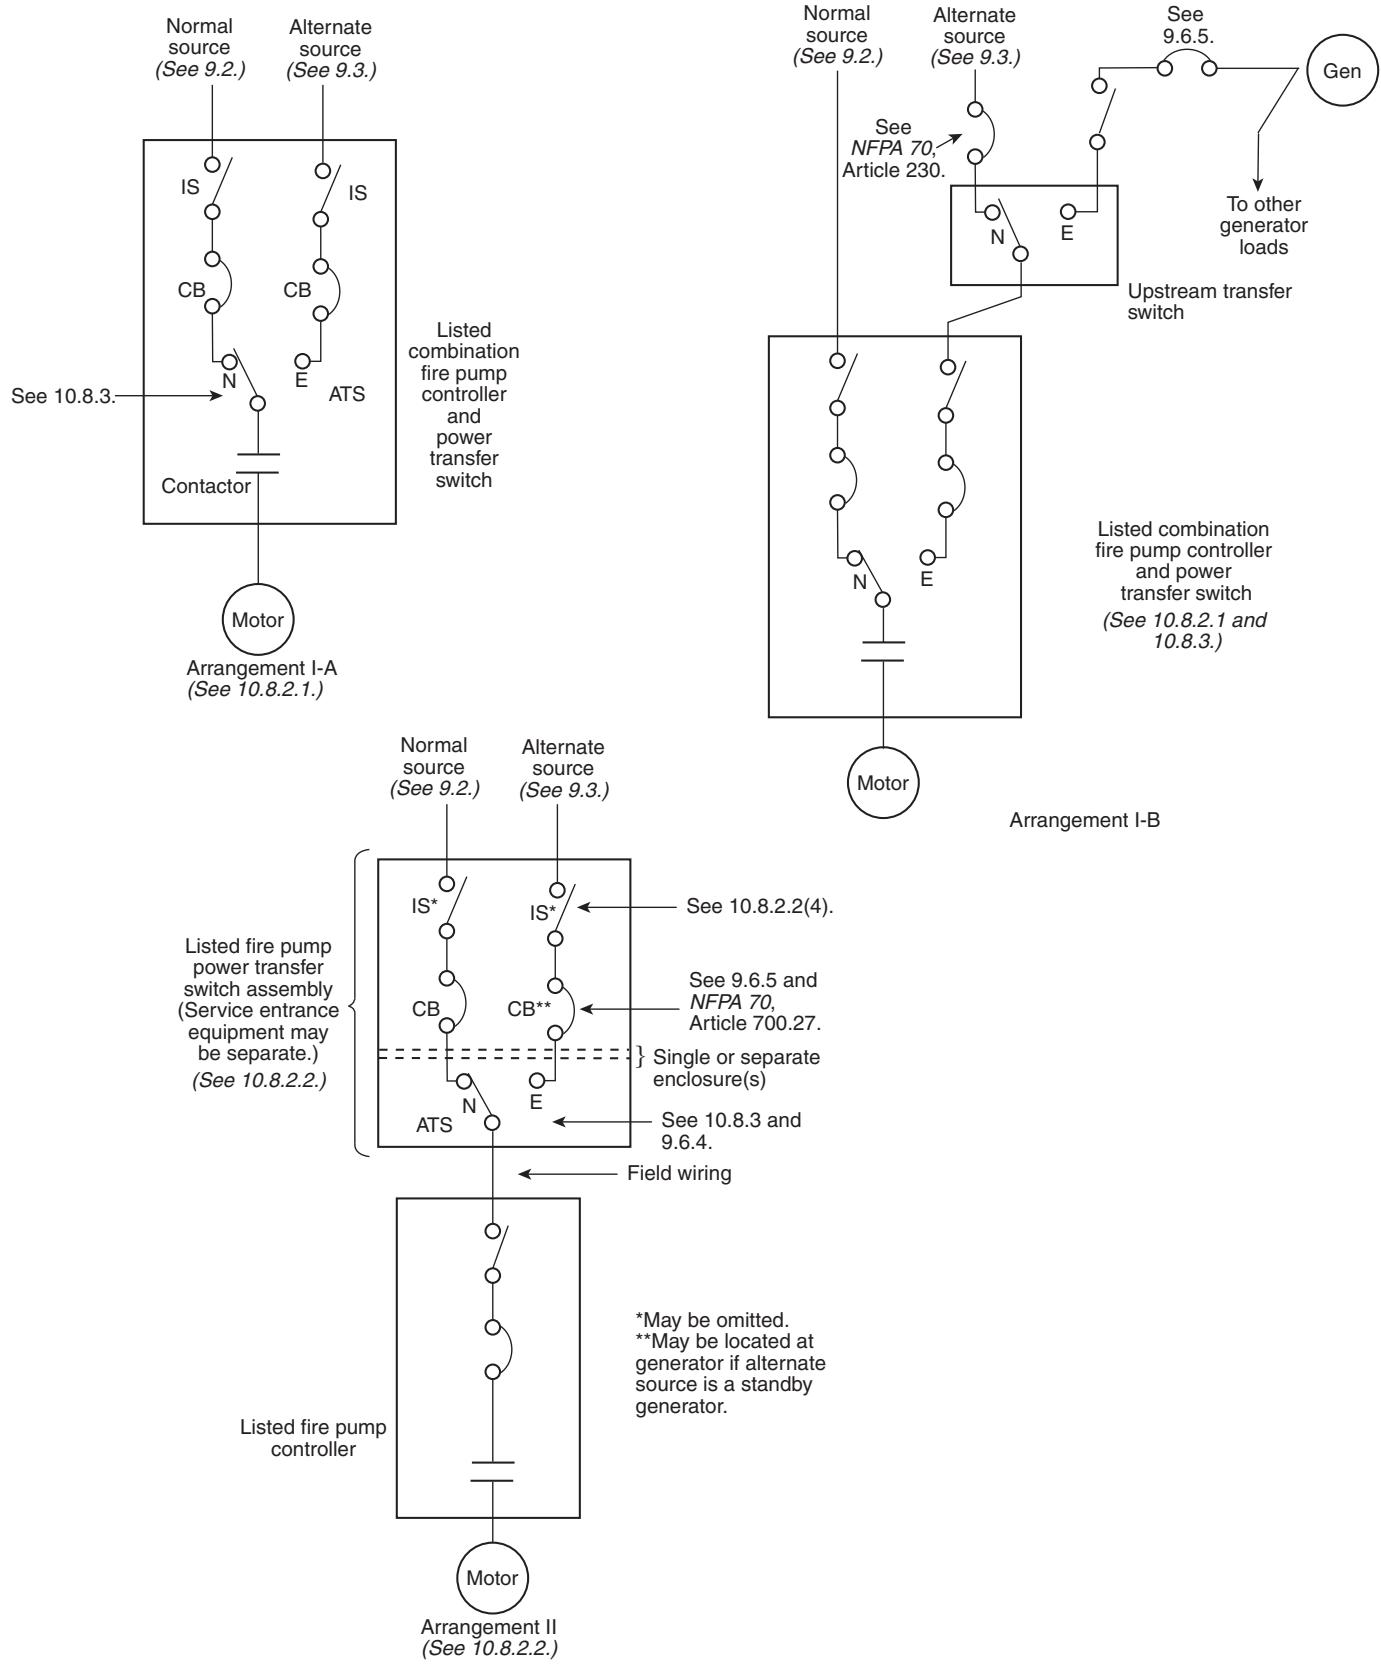 Normal
source
(See 9.2.)
Alternate
source
(See 9.3.)
IS
IS
CB
CB
N
E
ATS
See 10.8.3.
Contactor
Listed
combination
fire pump
controller
and
power
transfer
switch
Motor
Arrangement I-A
(See 10.8.2.1.)
Normal
source
(See 9.2.)
Alternate
source
(See 9.3.)
See
9.6.5.
Gen
See
NFPA 70,
Article 230.
To other
generator
loads
N
E
Upstream transfer
switch
N
E
Listed combination
fire pump controller
and power
transfer switch
(See 10.8.2.1 and
10.8.3.)
Motor
Arrangement I-B
Normal
source
(See 9.2.)
Alternate
source
(See 9.3.)
IS*
IS*
See 10.8.2.2(4).
Listed fire pump
power transfer
switch assembly
(Service entrance
equipment may
be separate.)
(See 10.8.2.2.)
CB
CB**
See 9.6.5 and
NFPA 70,
Article 700.27.
Single or separate
enclosure(s)
N
E
ATS
See 10.8.3 and
9.6.4.
Field wiring
*May be omitted.
**May be located at
generator if alternate
source is a standby
generator.
Listed fire pump
controller
Motor
Arrangement II
(See 10.8.2.2.)